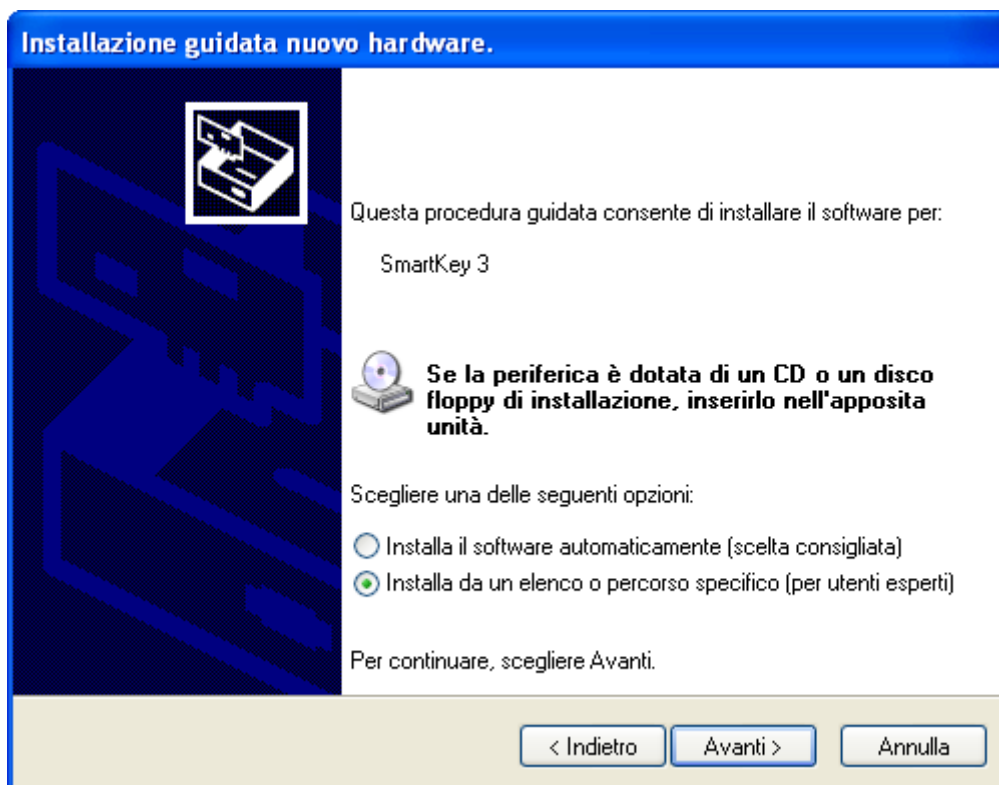 Installazione guidata nuovo hardware.
Questa procedura guidata consente di installare il software per:
SmartKey 3
Se la periferica è dotata di un CD o un disco
floppy di installazione, inserirlo nell'apposita
unità.
Scegliere una delle seguenti opzioni:
Installa il software automaticamente (scelta consigliata)
Installa da un elenco o percorso specifico (per utenti esperti)
Per continuare, scegliere Avanti.
< Indietro Avanti > Annulla